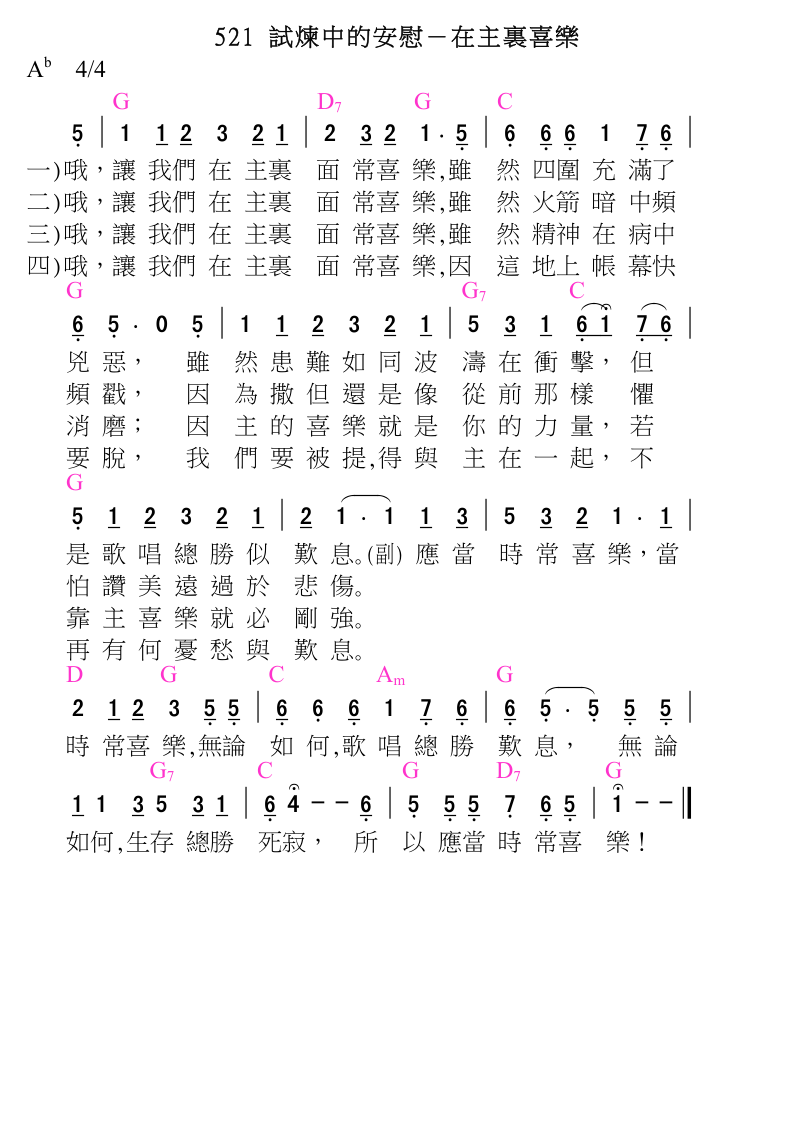 521 試煉中的安慰－在主裏喜樂
Ab 4/4
G D7 G C
5 | 1 1 2 3 2 1 | 2 3 2 1 · 5 | 6 6 6 1 7 6 |
一)哦，讓 我們 在 主裏 面 常喜 樂,雖 然 四圍 充 滿了
二)哦，讓 我們 在 主裏 面 常喜 樂,雖 然 火箭 暗 中頻
三)哦，讓 我們 在 主裏 面 常喜 樂,雖 然 精神 在 病中
四)哦，讓 我們 在 主裏 面 常喜 樂,因 這 地上 帳 幕快
G G7 C
6 5 · 0 5 | 1 1 2 3 2 1 | 5 3 1 6 1 7 6 |
兇 惡， 雖 然 患 難 如 同 波 濤 在 衝 擊， 但
頻 戳， 因 為 撒 但 還 是 像 從 前 那 樣 懼
消 磨； 因 主 的 喜 樂 就 是 你 的 力 量，若
要 脫， 我 們 要 被 提,得 與 主 在 一 起，不
G
5 1 2 3 2 1 | 2 1 · 1 1 3 | 5 3 2 1 · 1 |
是 歌 唱 總 勝 似 歎 息。(副) 應 當 時 常 喜 樂，當
怕 讚 美 遠 過 於 悲 傷。
靠 主 喜 樂 就 必 剛 強。
再 有 何 憂 愁 與 歎 息。
D G C Am G
2 1 2 3 5 5 | 6 6 6 1 7 6 | 6 5 · 5 5 5 |
時 常喜 樂,無論 如 何,歌 唱 總 勝 歎 息， 無 論
G7 C G D7 G
1 1 3 5 3 1 | 6 4 － － 6 | 5 5 5 7 6 5 | 1 － － ||
如何,生存 總勝 死寂， 所 以 應當 時 常喜 樂！